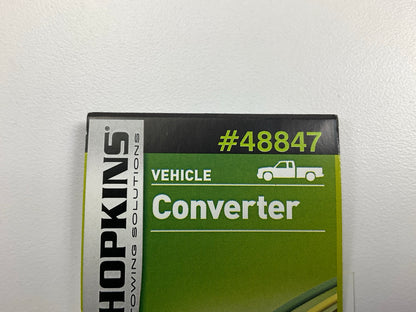 #48847
VEHICLE
Converter
HOPKINS
TOWING SOLUTIONS